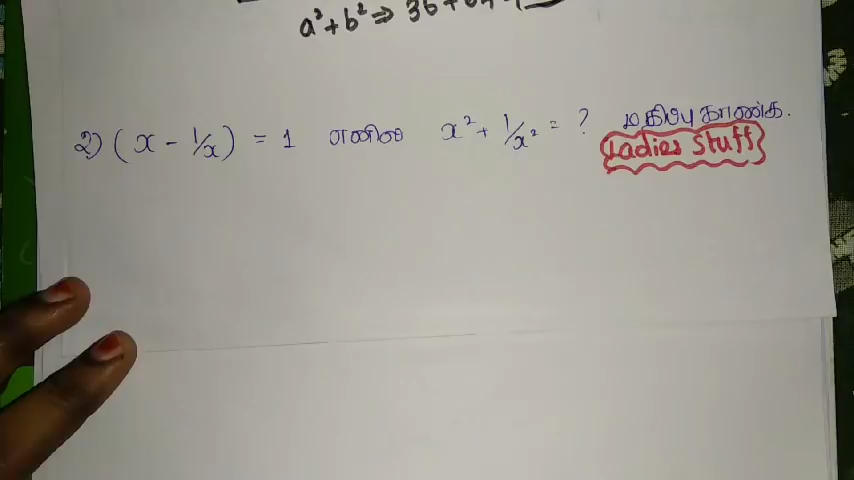 a² + b² ⇒ 36 + 
2) (x - 1/x) = 1 எனில் x² + 1/x² = ? மதிப்பு காண்க.
Ladies Stuff